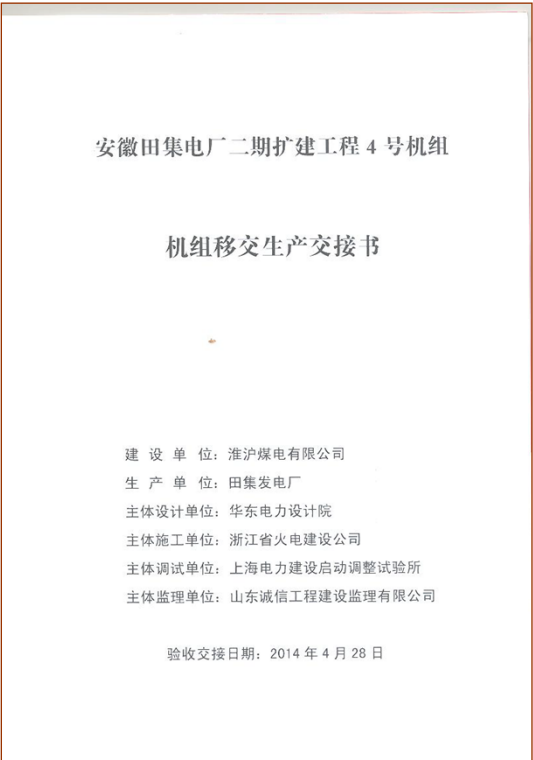 安徽田集电厂二期扩建工程 4 号机组
机组移交生产交接书
建 设 单 位：淮沪煤电有限公司
生 产 单 位：田集发电厂
主体设计单位：华东电力设计院
主体施工单位：浙江省火电建设公司
主体调试单位：上海电力建设启动调整试验所
主体监理单位：山东诚信工程建设监理有限公司
验收交接日期：2014 年 4 月 28 日